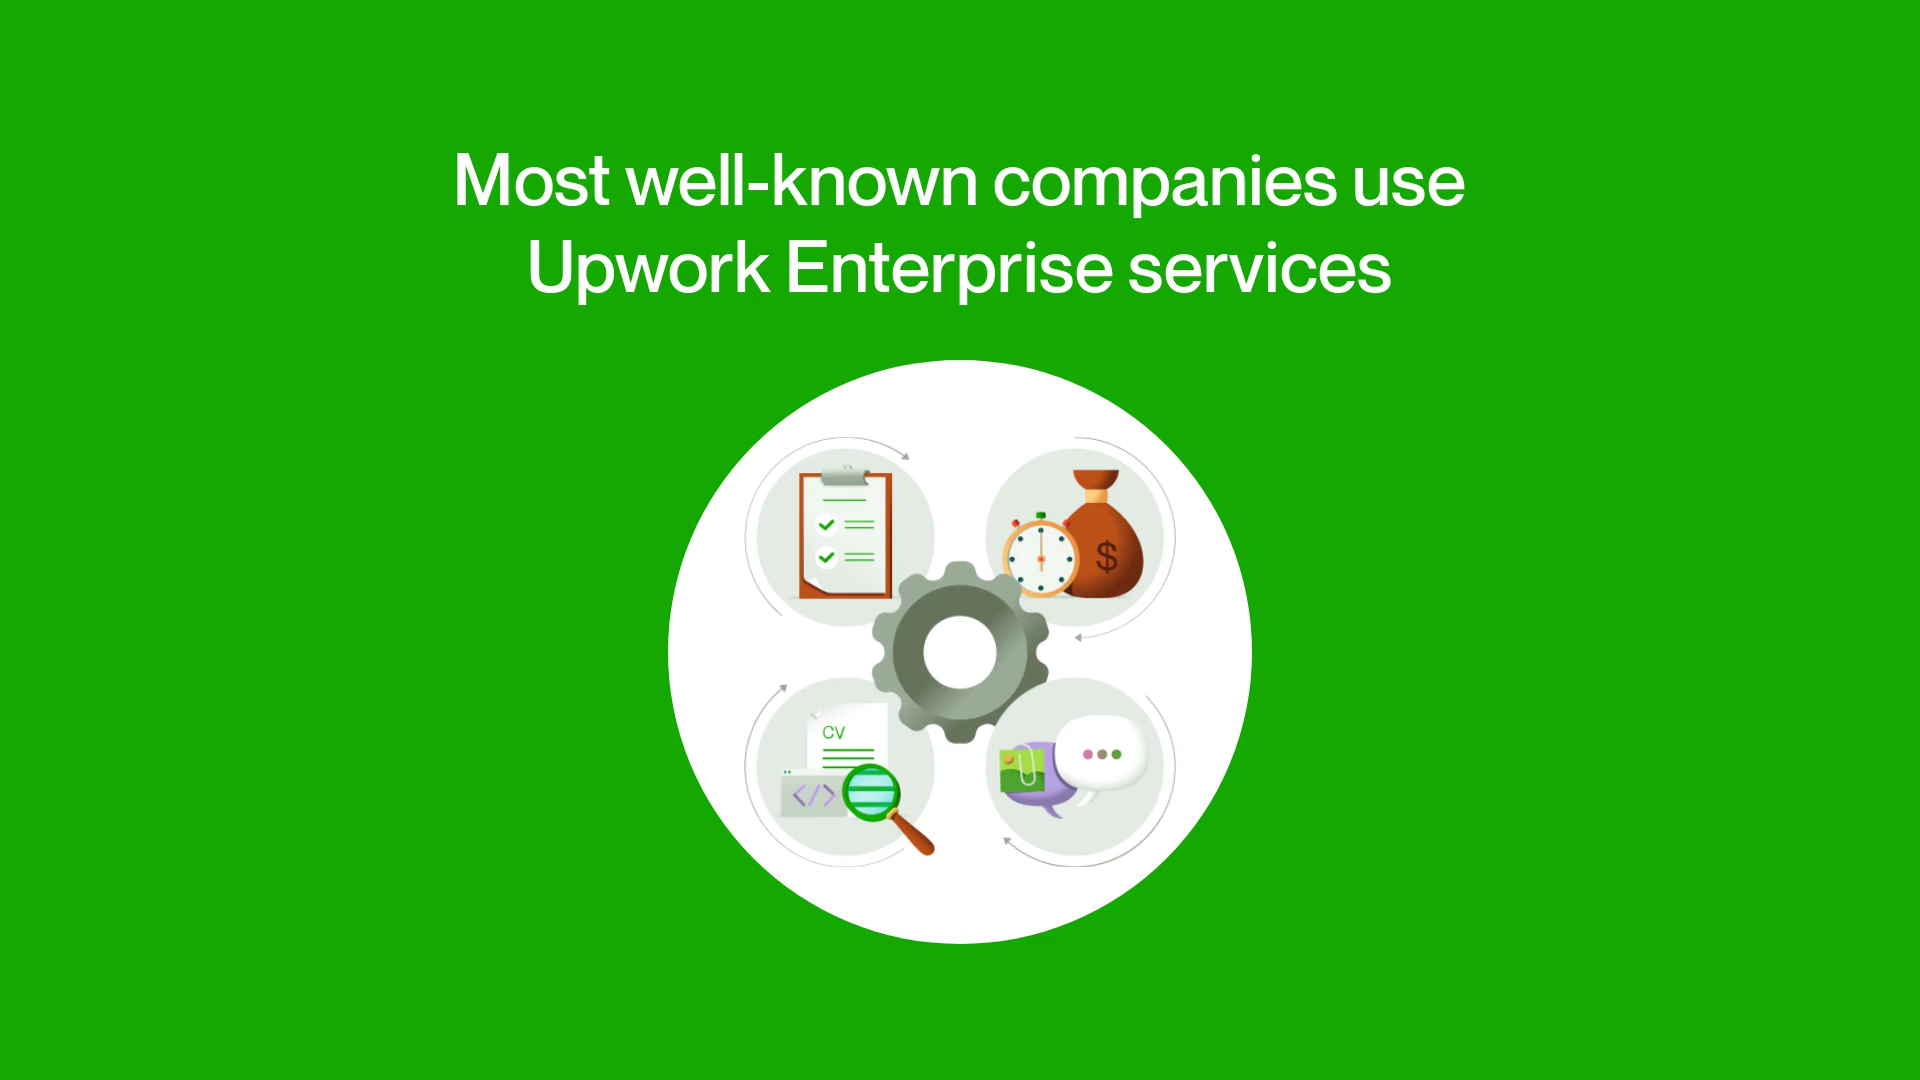 Most well-known companies use
Upwork Enterprise services
$
CV
</>